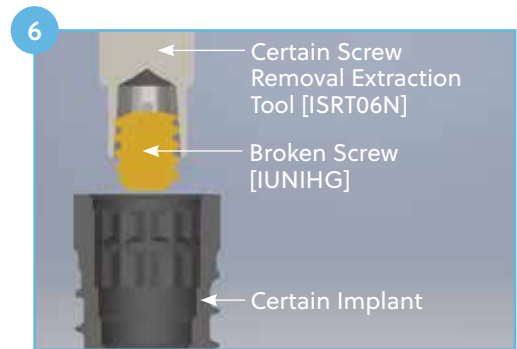 6
Certain Screw
Removal Extraction
Tool [ISRT06N]
Broken Screw
[IUNIHG]
Certain Implant